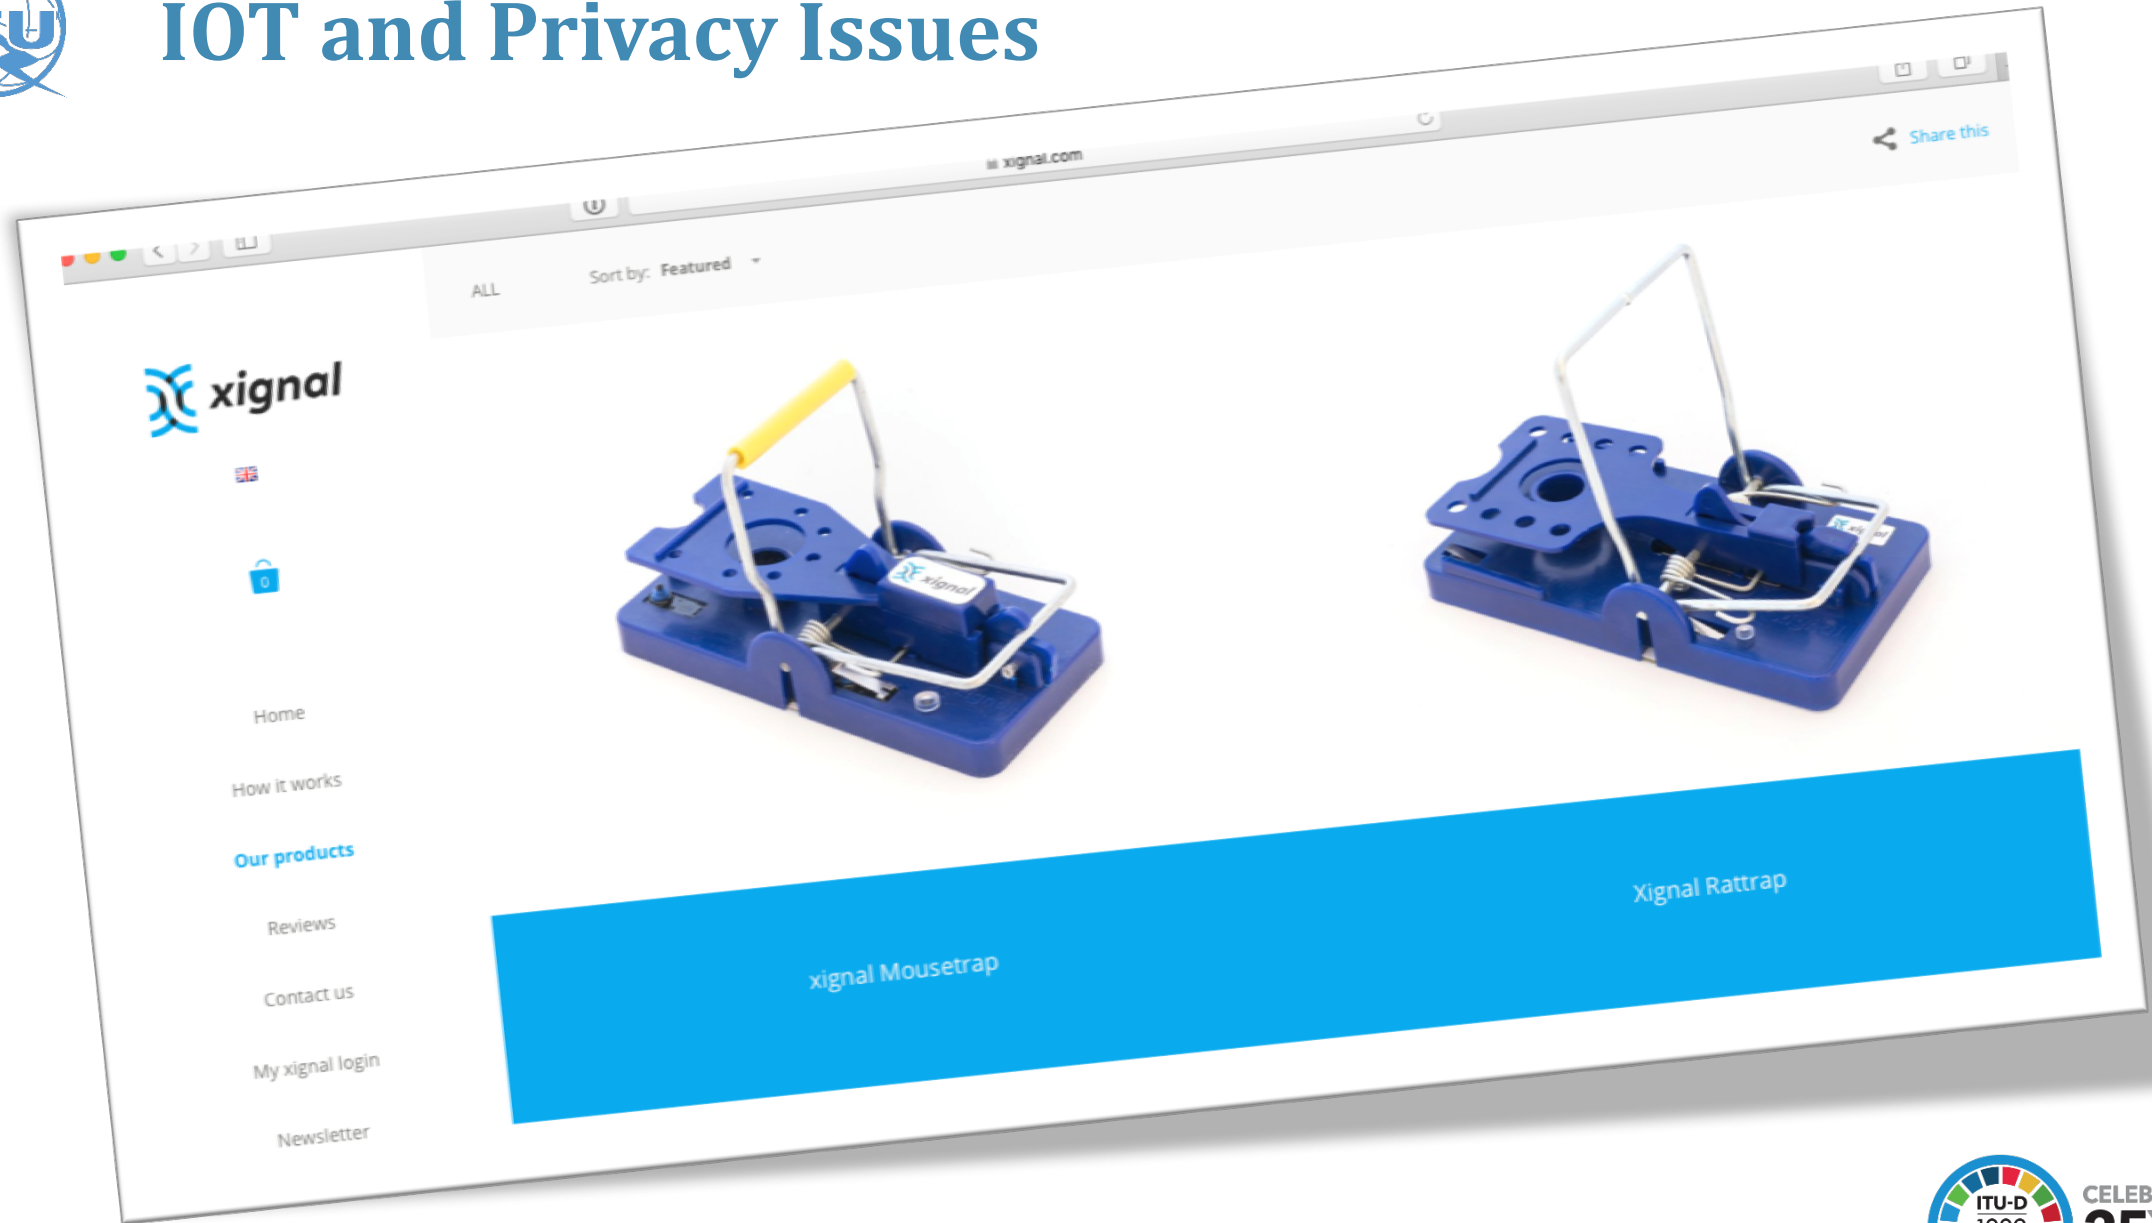 IOT and Privacy Issues
xignal.com
Share this
ALL
Sort by: Featured
xignal
0
Home
How it works
Our products
Reviews
Contact us
My xignal login
Newsletter
xignal
xignal Mousetrap
Xignal Rattrap
ITU-D